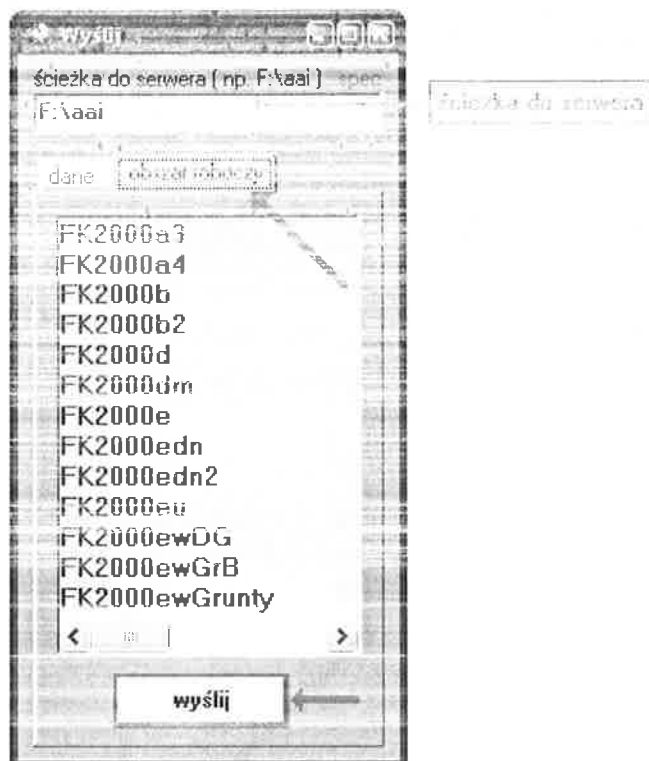 Wyślij
ścieżka do serwera ( np. F:\aai ) spec
F:\aai
ścieżka do serwera
dane obszar roboczy
FK2000a3
FK2000a4
FK2000b
FK2000b2
FK2000d
FK2000dm
FK2000e
FK2000edn
FK2000edn2
FK2000eu
FK2000ewDG
FK2000ewGrB
FK2000ewGrunty
wyślij